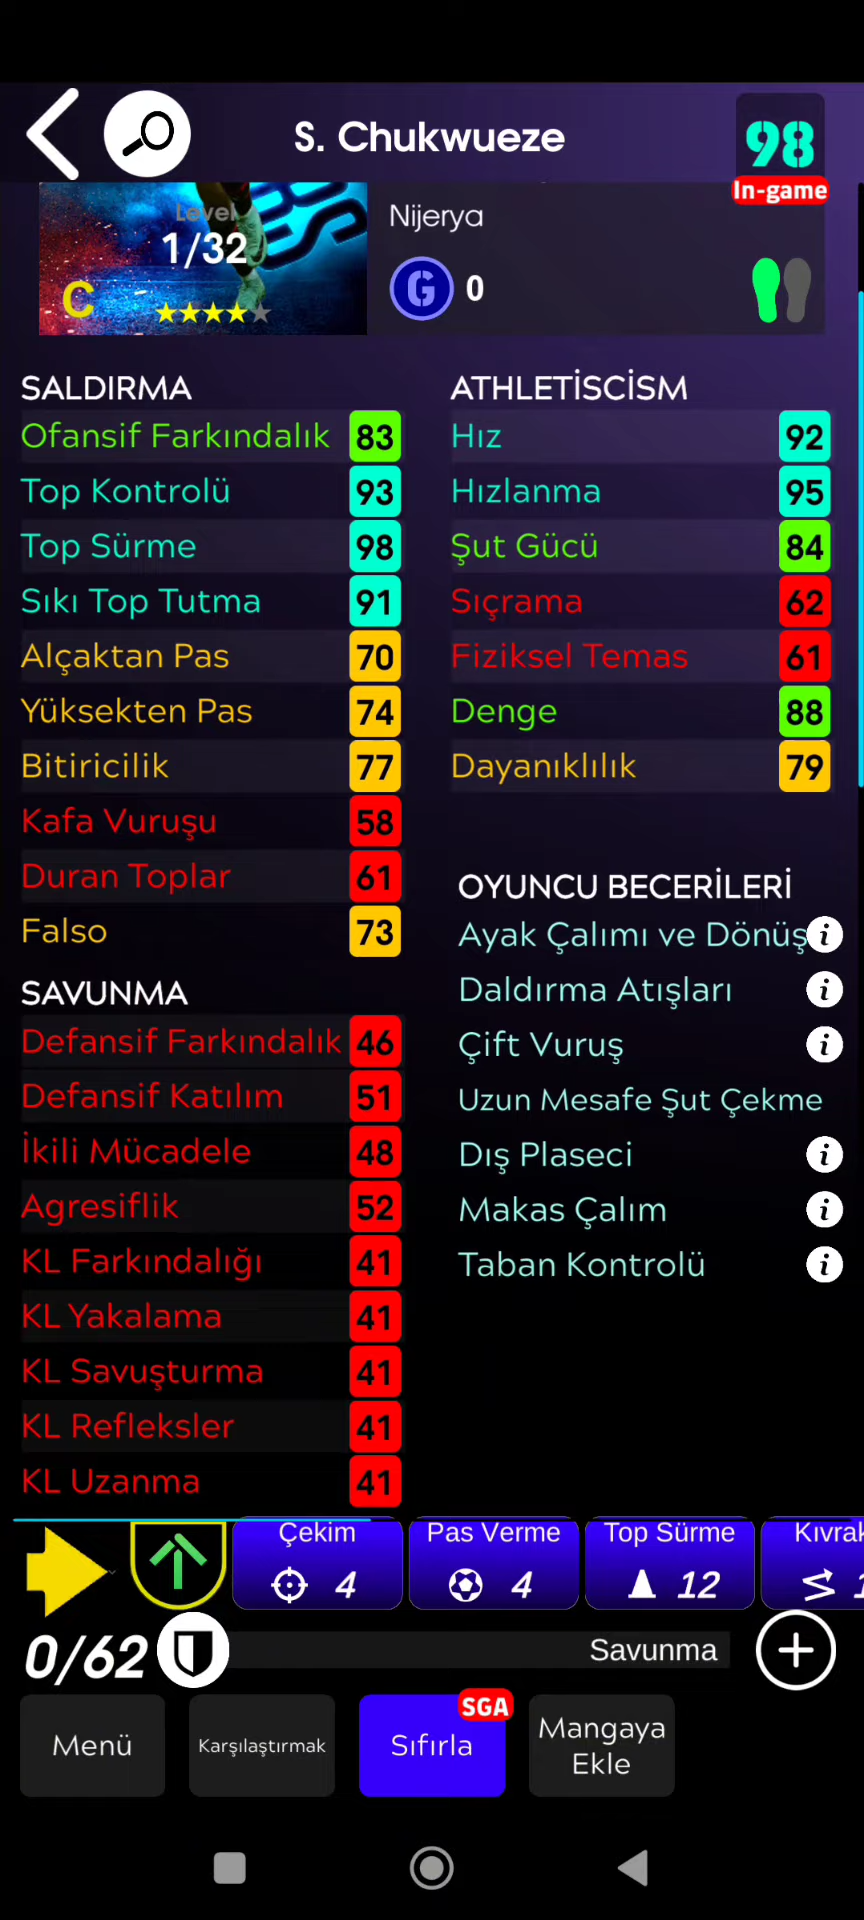 S. Chukwueze
98
In-game
Level
1/32
C
Nijerya
G 0
SALDIRMA
Ofansif Farkındalık 83
Top Kontrolü 93
Top Sürme 98
Sıkı Top Tutma 91
Alçaktan Pas 70
Yüksekten Pas 74
Bitiricilik 77
Kafa Vuruşu 58
Duran Toplar 61
Falso 73
SAVUNMA
Defansif Farkındalık 46
Defansif Katılım 51
İkili Mücadele 48
Agresiflik 52
KL Farkındalığı 41
KL Yakalama 41
KL Savuşturma 41
KL Refleksler 41
KL Uzanma 41
ATHLETİSCİSM
Hız 92
Hızlanma 95
Şut Gücü 84
Sıçrama 62
Fiziksel Temas 61
Denge 88
Dayanıklılık 79
OYUNCU BECERİLERİ
Ayak Çalımı ve Dönüş i
Daldırma Atışları i
Çift Vuruş i
Uzun Mesafe Şut Çekme
Dış Plaseci i
Makas Çalım i
Taban Kontrolü i
Çekim
4
Pas Verme
4
Top Sürme
12
Kıvrak
1
0/62
Savunma
Menü
Karşılaştırmak
Sıfırla
SGA
Mangaya
Ekle